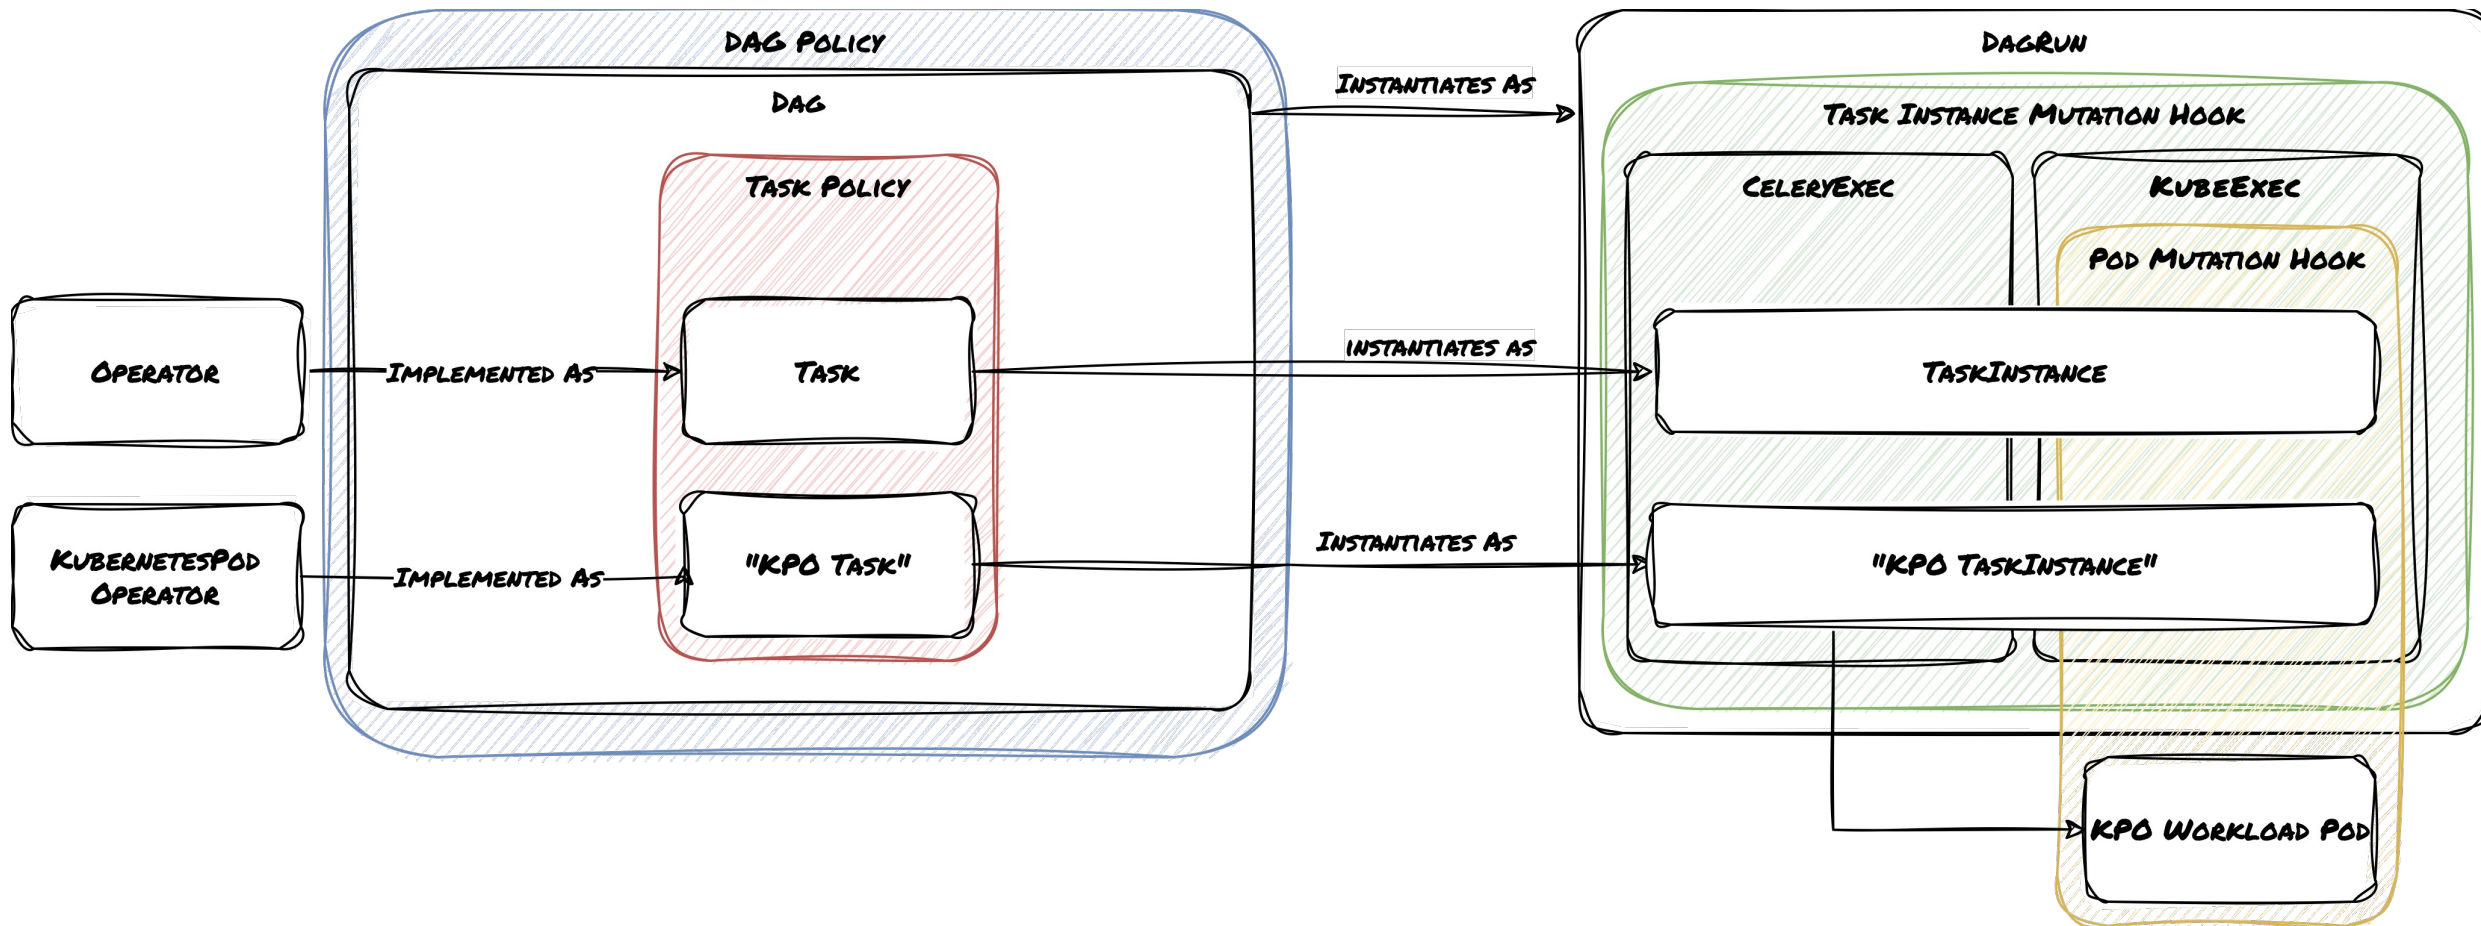 DAG Policy
Dag
Task Policy
Operator
Implemented As
Task
KubernetesPod
Operator
Implemented As
"KPO Task"
Instantiates As
instantiates as
Instantiates As
DagRun
Task Instance Mutation Hook
CeleryExec
KubeExec
Pod Mutation Hook
TaskInstance
"KPO TaskInstance"
KPO Workload Pod